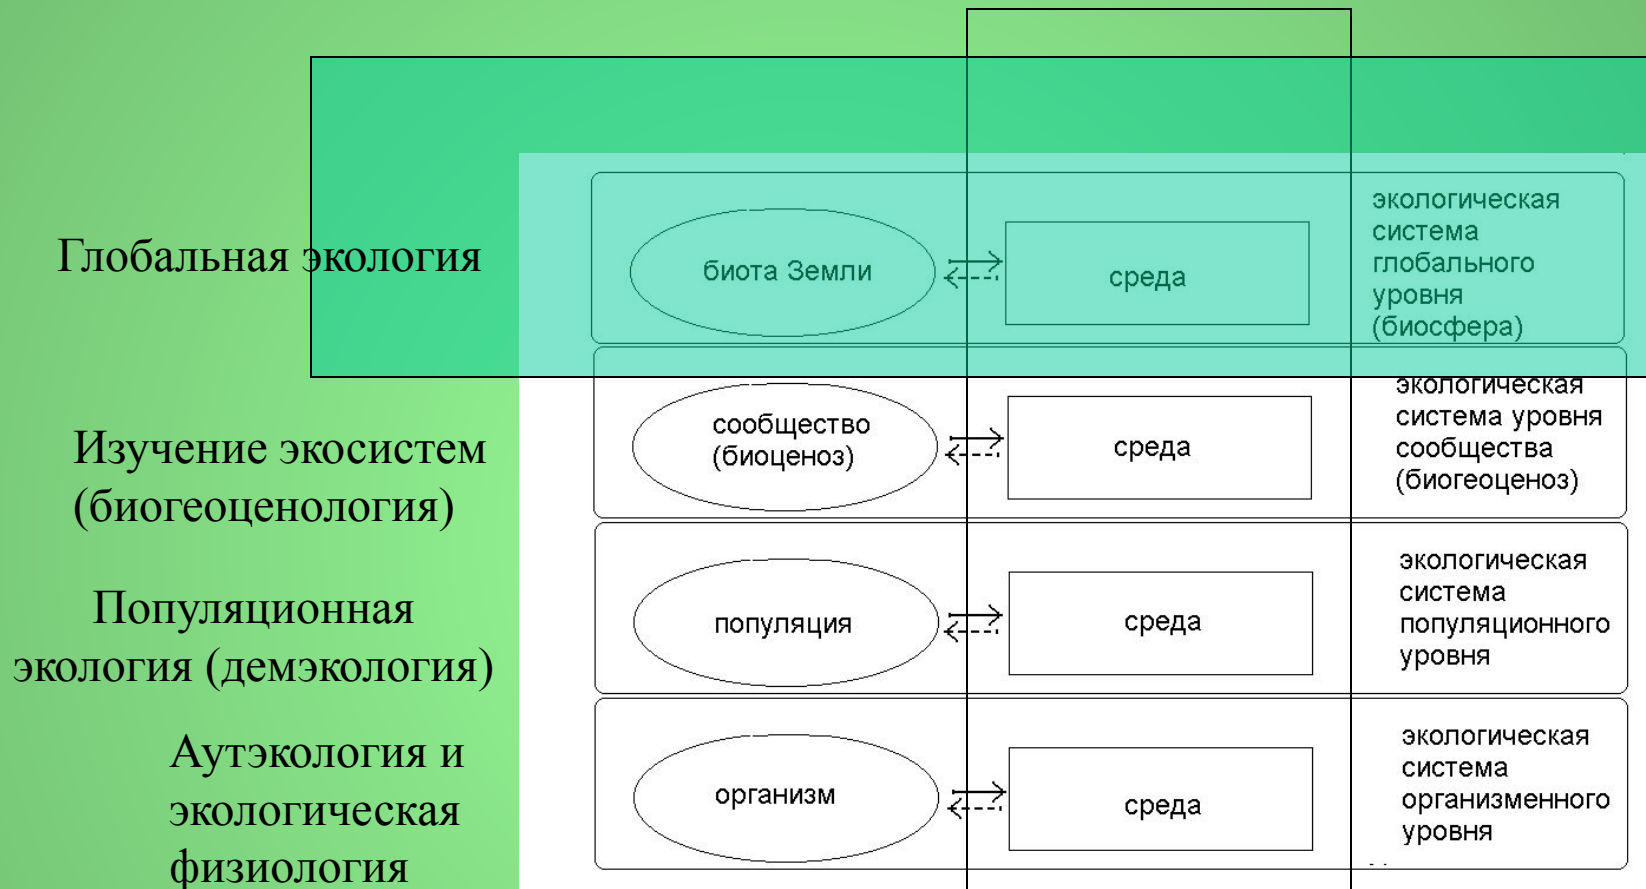 Глобальная экология
биота Земли
среда
экологическая
система
глобального
уровня
(биосфера)
Изучение экосистем
(биогеоценология)
сообщество
(биоценоз)
среда
экологическая
система уровня
сообщества
(биогеоценоз)
Популяционная
экология (демэкология)
популяция
среда
экологическая
система
популяционного
уровня
Аутэкология и
экологическая
физиология
организм
среда
экологическая
система
организменного
уровня